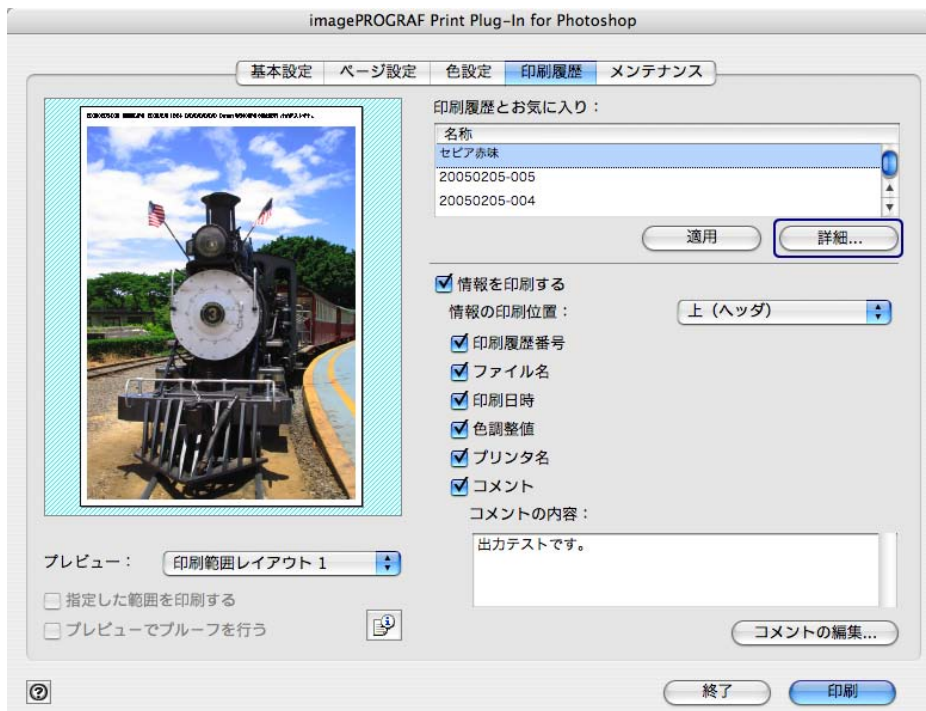 imagePROGRAF Print Plug-In for Photoshop
基本設定 ページ設定 色設定 印刷履歴 メンテナンス
印刷履歴とお気に入り：
名称
セピア赤味
20050205-005
20050205-004
適用 詳細...
情報を印刷する
情報の印刷位置： 上（ヘッダ）
印刷履歴番号
ファイル名
印刷日時
色調整値
プリンタ名
コメント
コメントの内容：
出力テストです。
コメントの編集...
プレビュー： 印刷範囲レイアウト 1
指定した範囲を印刷する
プレビューでプルーフを行う
終了 印刷
3